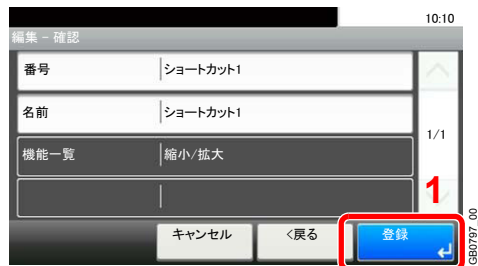 10:10
編集 - 確認
番号 ショートカット1
名前 ショートカット1
1/1
機能一覧 縮小/拡大
1
キャンセル <戻る 登録
GB0797_00